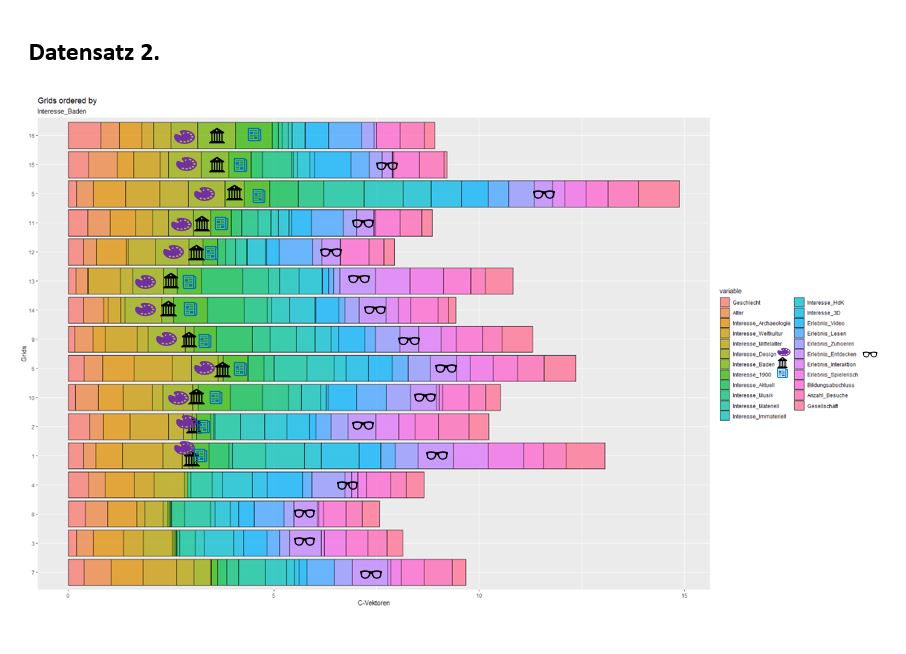 Datensatz 2.
Grids ordered by
Interesse_Baden
16
15
5
11
12
13
14
9
6
10
2
1
4
8
3
7
Grids
0 5 10 15
C-Vektoren
variable
Geschlecht
Alter
Interesse_Archaeologie
Interesse_Weltkultur
Interesse_Mittelalter
Interesse_Design
Interesse_Baden
Interesse_1900
Interesse_Aktuell
Interesse_Musik
Interesse_Materiell
Interesse_Immateriell
Interesse_HdK
Interesse_3D
Erlebnis_Video
Erlebnis_Lesen
Erlebnis_Zuhoeren
Erlebnis_Entdecken
Erlebnis_Interaktion
Erlebnis_Spielerisch
Bildungsabschluss
Anzahl_Besuche
Gesellschaft